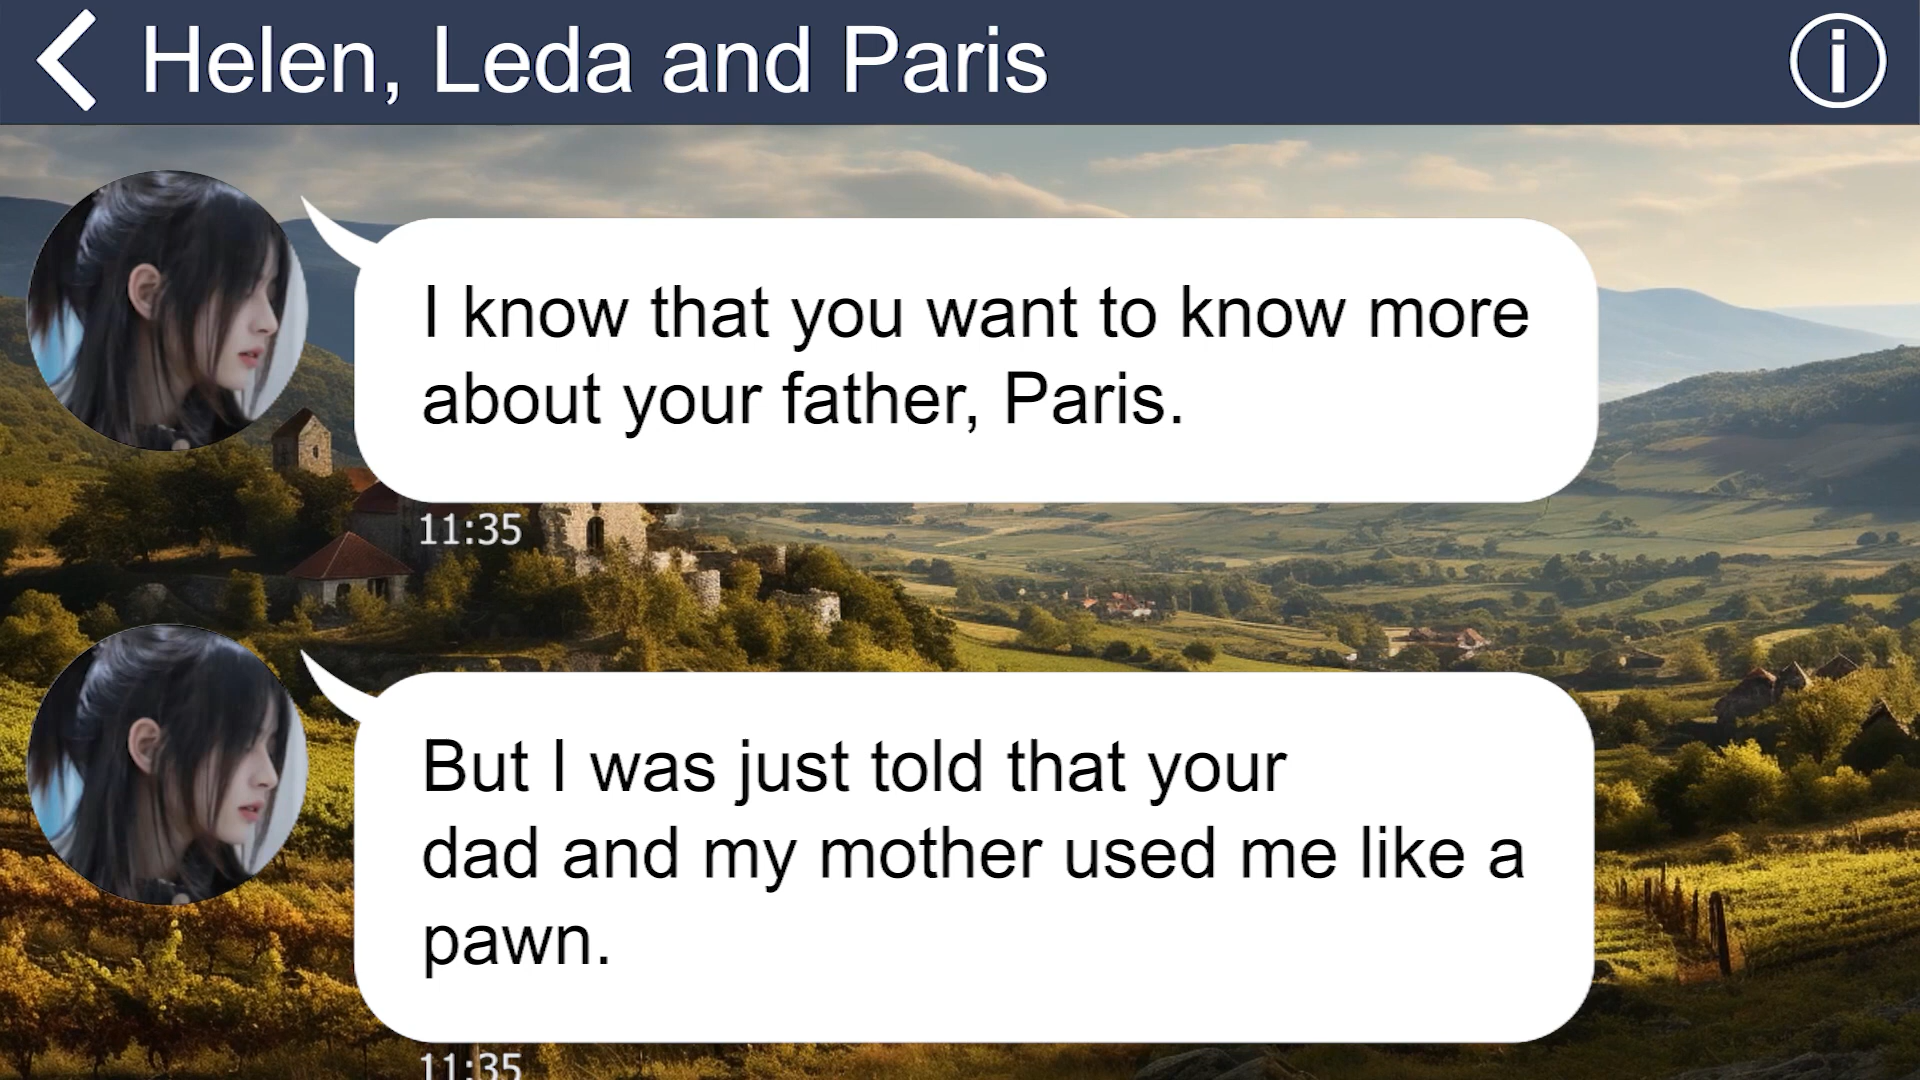 Helen, Leda and Paris
I know that you want to know more
about your father, Paris.
11:35
But I was just told that your
dad and my mother used me like a
pawn.
11:35